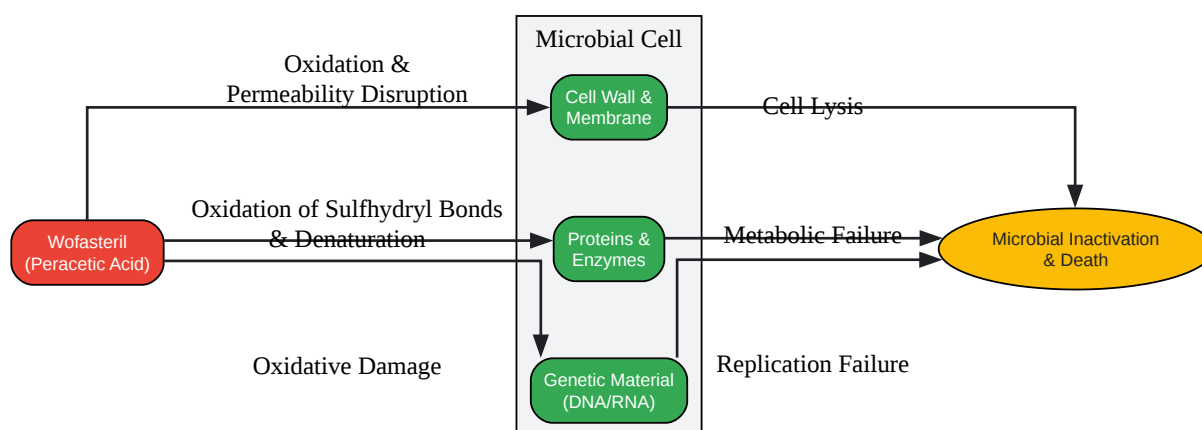 Microbial Cell
Oxidation &
Permeability Disruption
Cell Wall &
Membrane
Cell Lysis
Oxidation of Sulfhydryl Bonds
& Denaturation
Wofasteril
(Peracetic Acid)
Proteins &
Enzymes
Metabolic Failure
Microbial Inactivation
& Death
Oxidative Damage
Genetic Material
(DNA/RNA)
Replication Failure